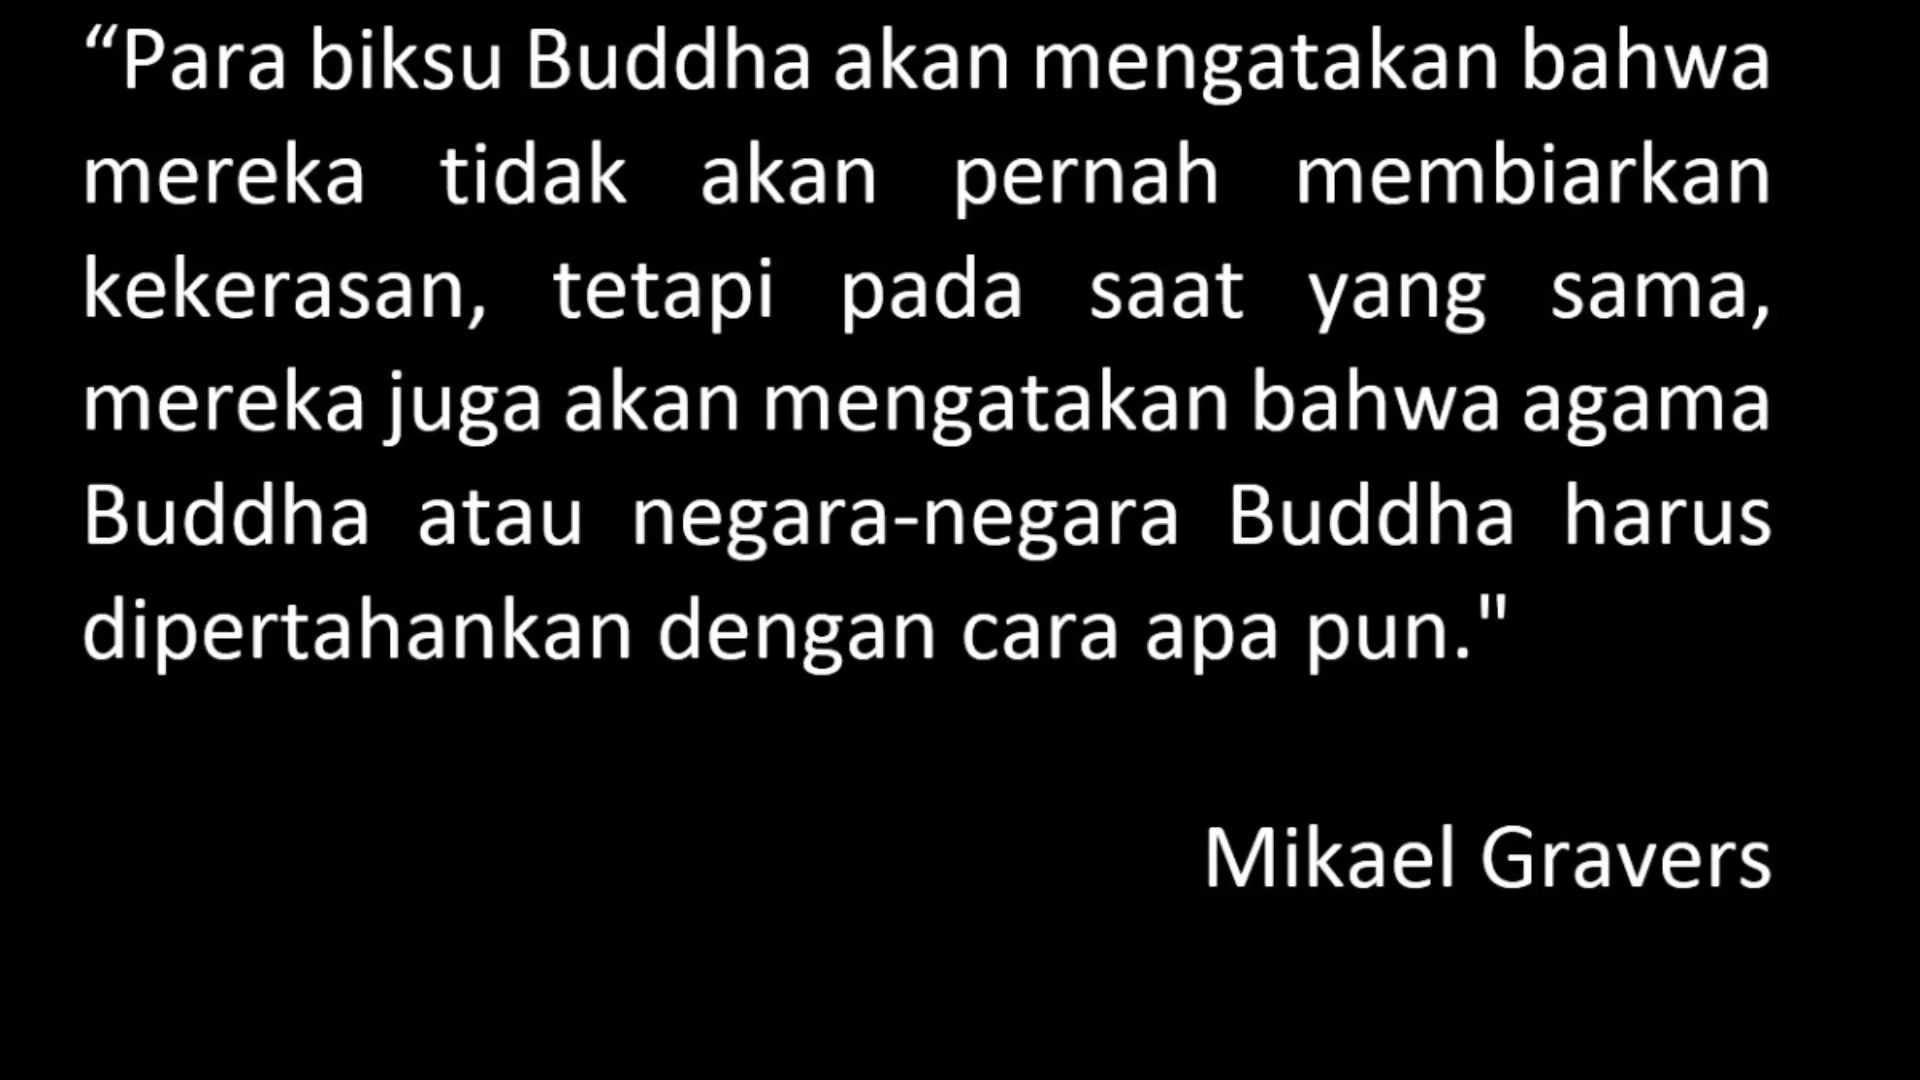 “Para biksu Buddha akan mengatakan bahwa
mereka tidak akan pernah membiarkan
kekerasan, tetapi pada saat yang sama,
mereka juga akan mengatakan bahwa agama
Buddha atau negara-negara Buddha harus
dipertahankan dengan cara apa pun."
Mikael Gravers